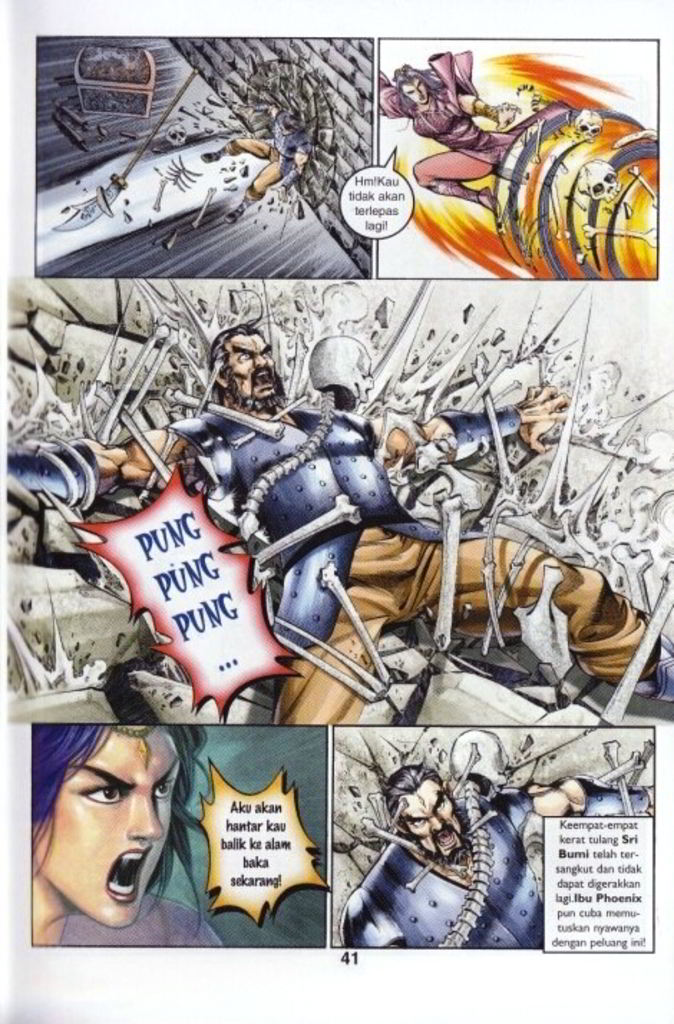 Hm!Kau
tidak akan
terlepas
lagi!
PUNG
PUNG
PUNG
...
Aku akan
hantar kau
balik ke alam
baka
sekarang!
Keempat-empat
kerat tulang Sri
Bumi telah ter-
sangkut dan tidak
dapat digerakkan
lagi.Ibu Phoenix
pun cuba memu-
tuskan nyawanya
dengan peluang ini!
41